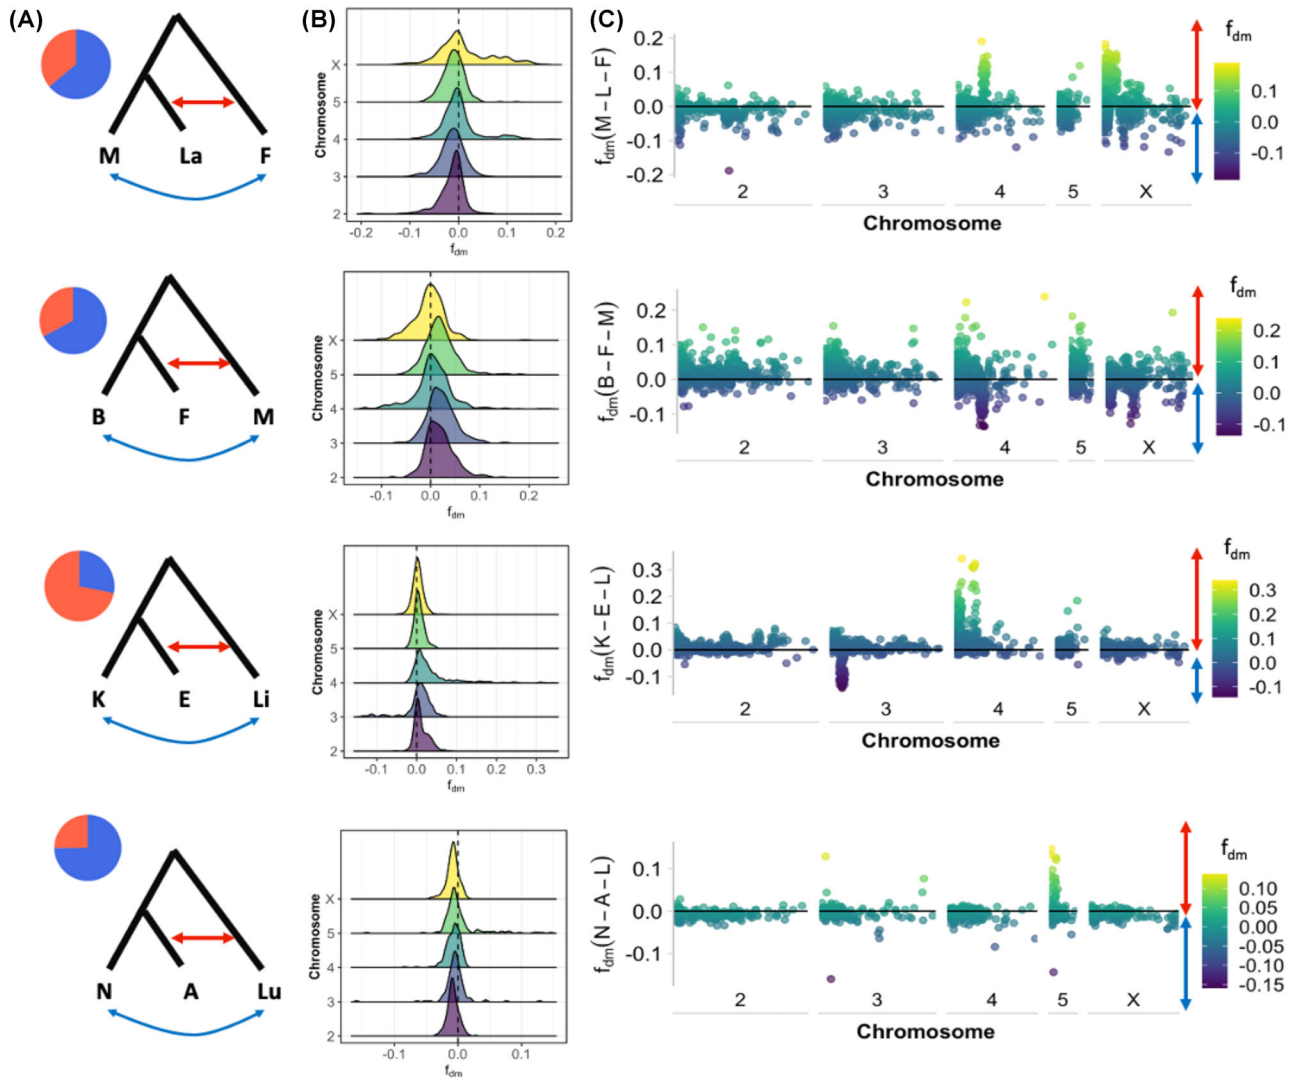 (A) (B) (C)
M La F
X
5
4
3
2
Chromosome
-0.2 -0.1 0.0 0.1 0.2
fdm
fdm(M – L – F)
0.2
0.1
0.0
-0.1
-0.2
2 3 4 5 X
Chromosome
fdm
0.1
0.0
-0.1
B F M
X
5
4
3
2
Chromosome
-0.1 0.0 0.1 0.2
fdm
fdm(B – F – M)
0.2
0.1
0.0
-0.1
2 3 4 5 X
Chromosome
fdm
0.2
0.1
0.0
-0.1
K E Li
X
5
4
3
2
Chromosome
-0.1 0.0 0.1 0.2 0.3
fdm
fdm(K – E – L)
0.3
0.2
0.1
0.0
-0.1
2 3 4 5 X
Chromosome
fdm
0.3
0.2
0.1
0.0
-0.1
N A Lu
X
5
4
3
2
Chromosome
-0.1 0.0 0.1
fdm
fdm(N – A – L)
0.1
0.0
-0.1
2 3 4 5 X
Chromosome
fdm
0.10
0.05
0.00
-0.05
-0.10
-0.15